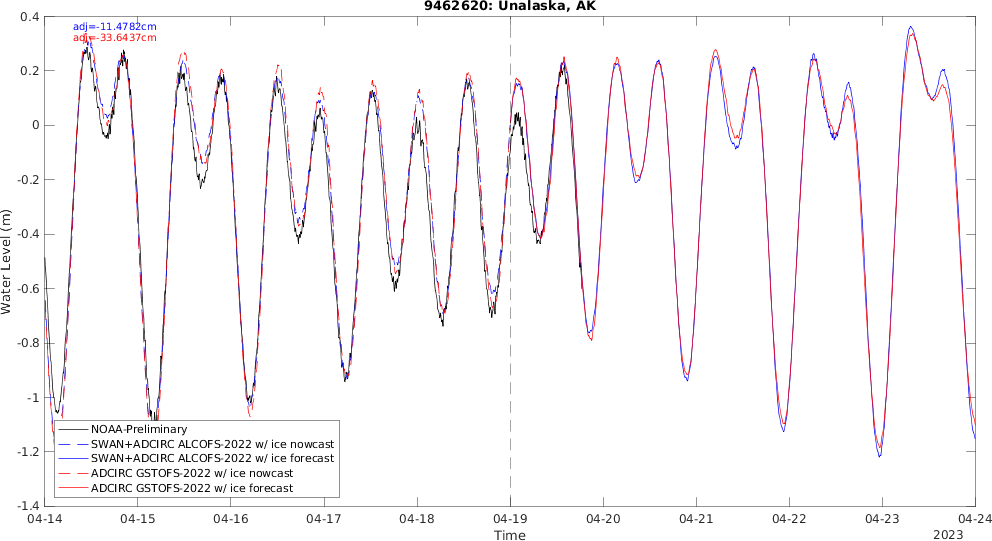 9462620: Unalaska, AK
adj=-11.4782cm
adj=-33.6437cm
Water Level (m)
0.4
0.2
0
-0.2
-0.4
-0.6
-0.8
-1
-1.2
-1.4
NOAA-Preliminary
SWAN+ADCIRC ALCOFS-2022 w/ ice nowcast
SWAN+ADCIRC ALCOFS-2022 w/ ice forecast
ADCIRC GSTOFS-2022 w/ ice nowcast
ADCIRC GSTOFS-2022 w/ ice forecast
04-14 04-15 04-16 04-17 04-18 04-19 04-20 04-21 04-22 04-23 04-24
Time
2023